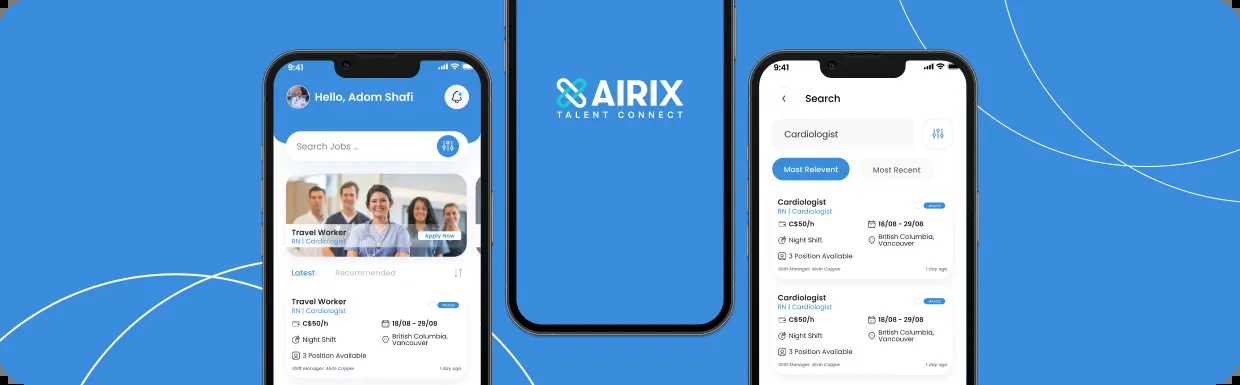 9:41
Hello, Adom Shafi
Search Jobs ...
Travel Worker
RN | Cardiologist
Apply Now
Latest
Recommended
Travel Worker
RN | Cardiologist
C$50/h
18/08 - 29/08
Night Shift
British Columbia,
Vancouver
3 Position Available
Shift Manager: Alvin Copper
1 day ago
AIRIX
TALENT CONNECT
9:41
Search
Cardiologist
Most Relevent
Most Recent
Cardiologist
RN | Cardiologist
C$50/h
18/08 - 29/08
Night Shift
British Columbia,
Vancouver
3 Position Available
Shift Manager: Alvin Copper
1 day ago
Cardiologist
RN | Cardiologist
C$50/h
18/08 - 29/08
Night Shift
British Columbia,
Vancouver
3 Position Available
Shift Manager: Alvin Copper
1 day ago